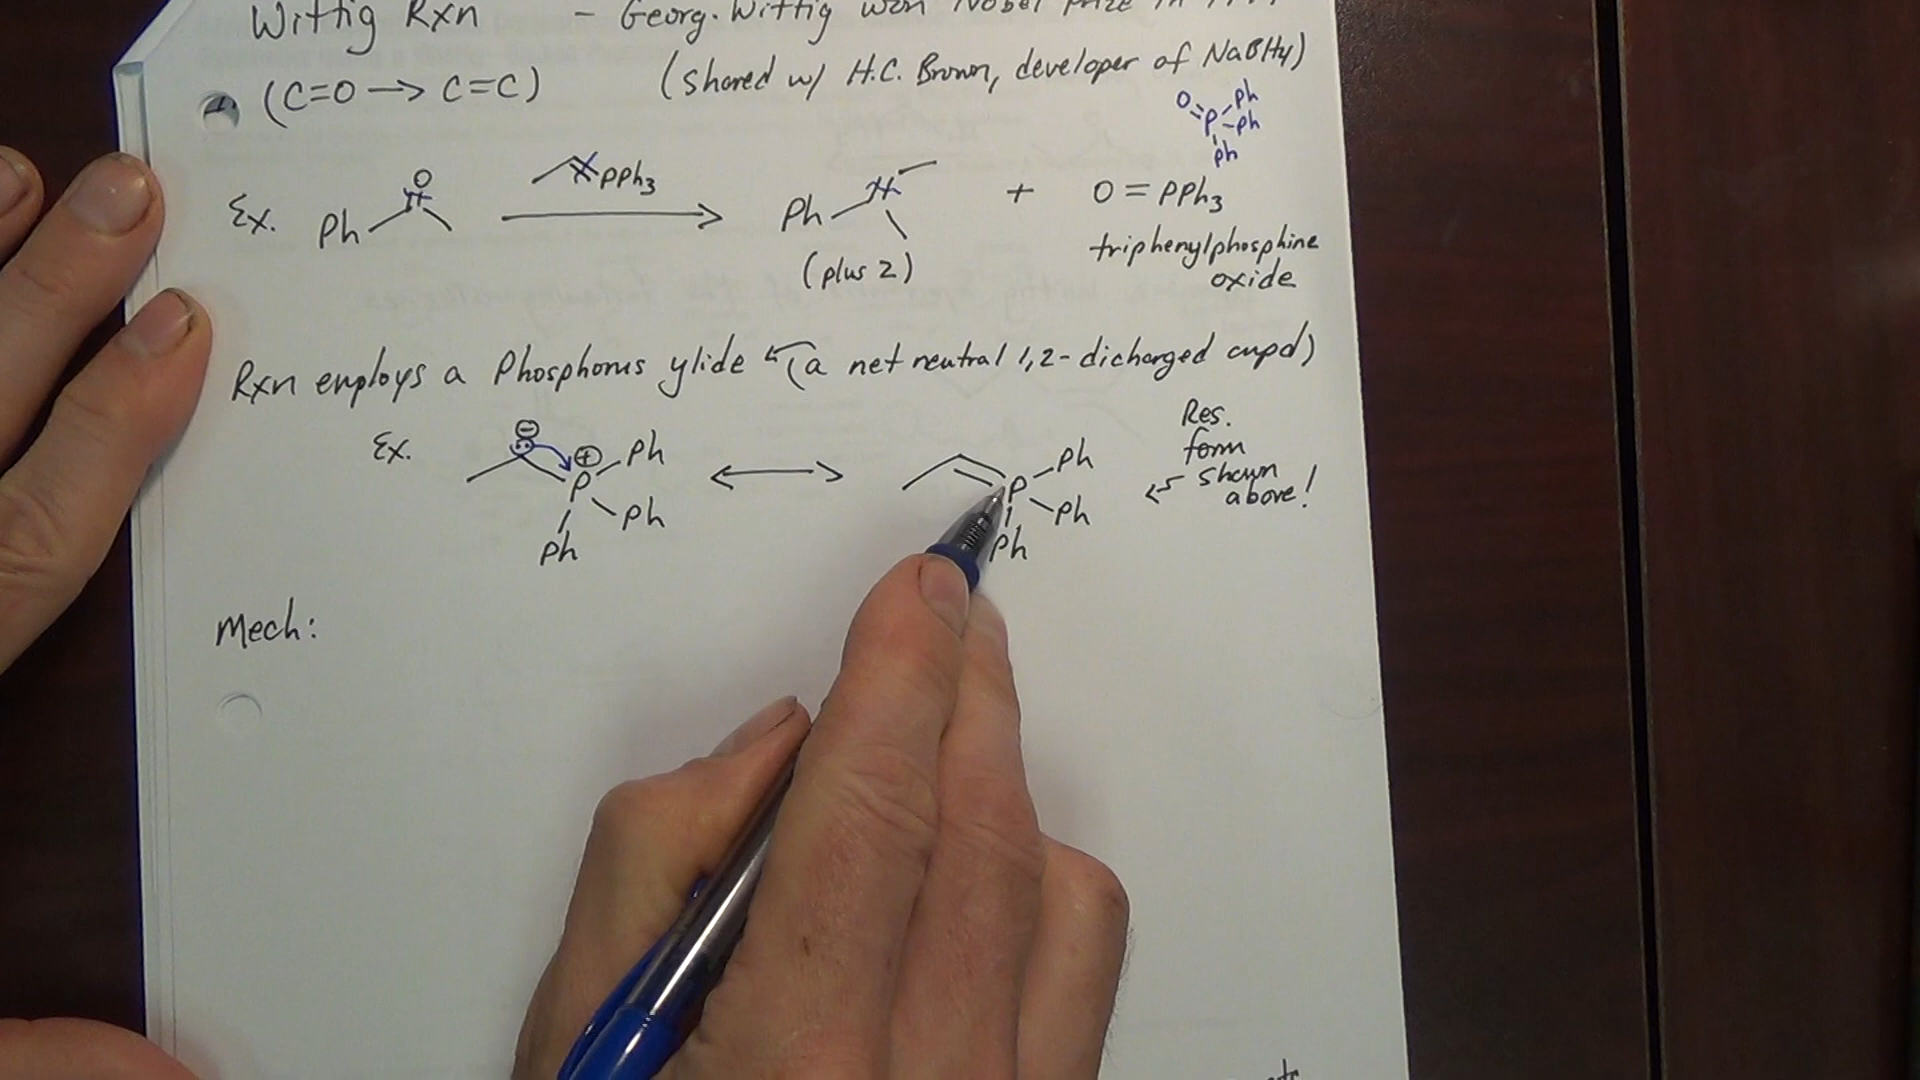 Wittig Rxn - Georg Wittig won Nobel Prize in
(C=O → C=C) (shared w/ H.C. Brown, developer of NaBH4)
O=P-Ph
Ph
Ph
Ex. Ph O PPh3 Ph + O=PPh3
(plus 2) triphenylphosphine
oxide
Rxn employs a Phosphorus ylide (a net neutral 1,2-dicharged cmpd)
Ex. ⊖ ⊕ P Ph Ph Ph ↔ P Ph Ph Ph
Res.
form
shown
above!
Mech: